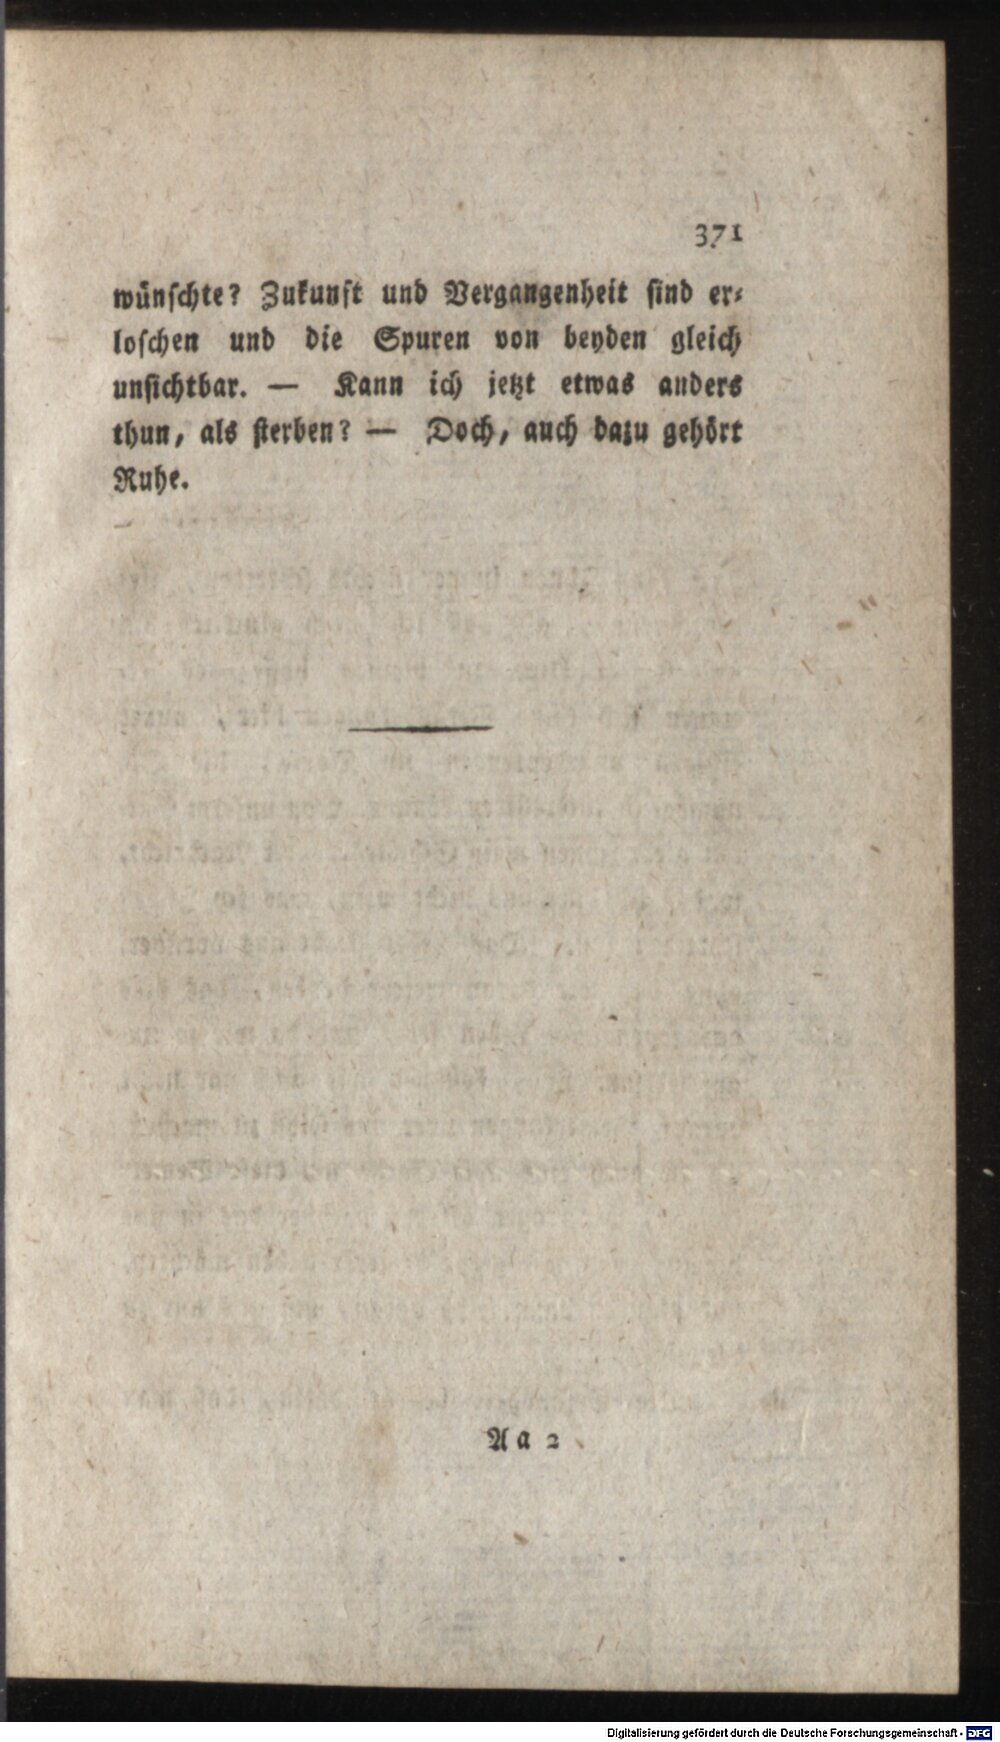 371
wünſchte? Zukunft und Vergangenheit ſind er⸗
loſchen und die Spuren von beyden gleich
unſichtbar. — Kann ich jetzt etwas anders
thun, als ſterben? — Doch, auch dazu gehört
Ruhe.
Aa 2
Digitalisierung gefördert durch die Deutsche Forschungsgemeinschaft - DFG